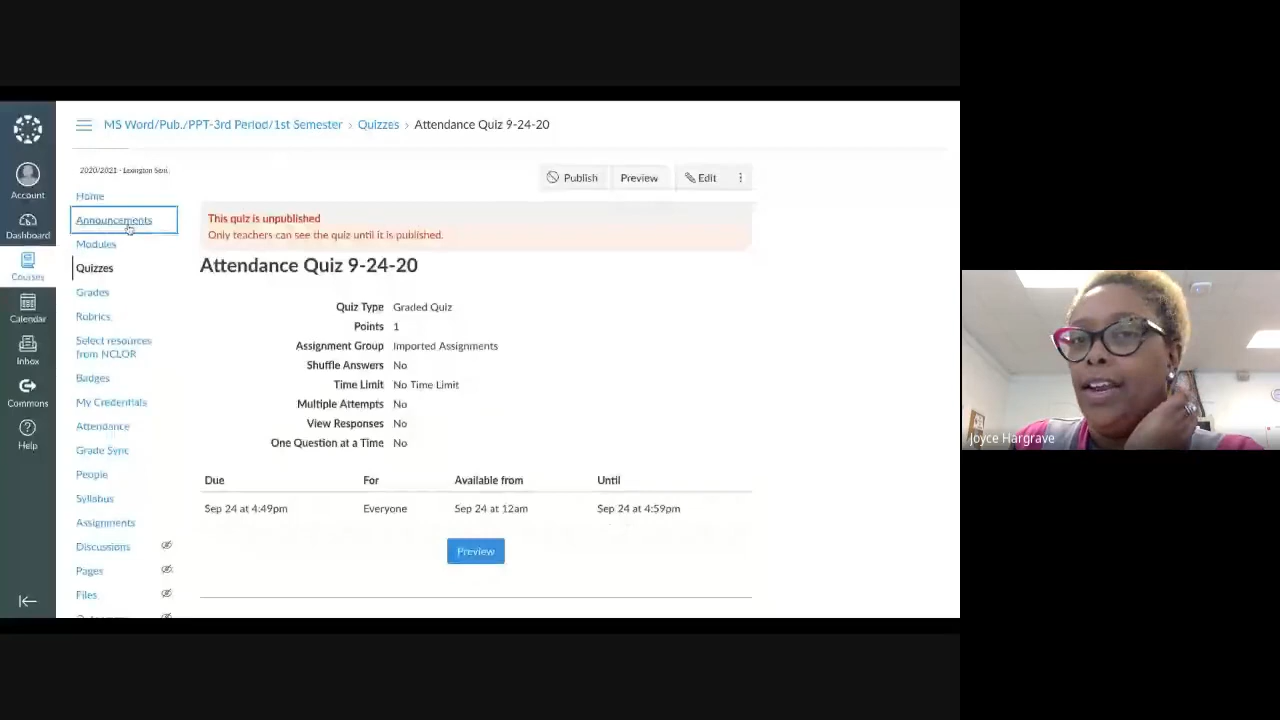 MS Word/Pub./PPT-3rd Period/1st Semester > Quizzes > Attendance Quiz 9-24-20
2020/2021 - Lexington Seni.
Account
Dashboard
Courses
Calendar
Inbox
Commons
Help
Home
Announcements
Modules
Quizzes
Grades
Rubrics
Select resources
from NCLOR
Badges
My Credentials
Attendance
Grade Sync
People
Syllabus
Assignments
Discussions
Pages
Files
Publish Preview Edit
This quiz is unpublished
Only teachers can see the quiz until it is published.
Attendance Quiz 9-24-20
Quiz Type Graded Quiz
Points 1
Assignment Group Imported Assignments
Shuffle Answers No
Time Limit No Time Limit
Multiple Attempts No
View Responses No
One Question at a Time No
Due For Available from Until
Sep 24 at 4:49pm Everyone Sep 24 at 12am Sep 24 at 4:59pm
Preview
Joyce Hargrave